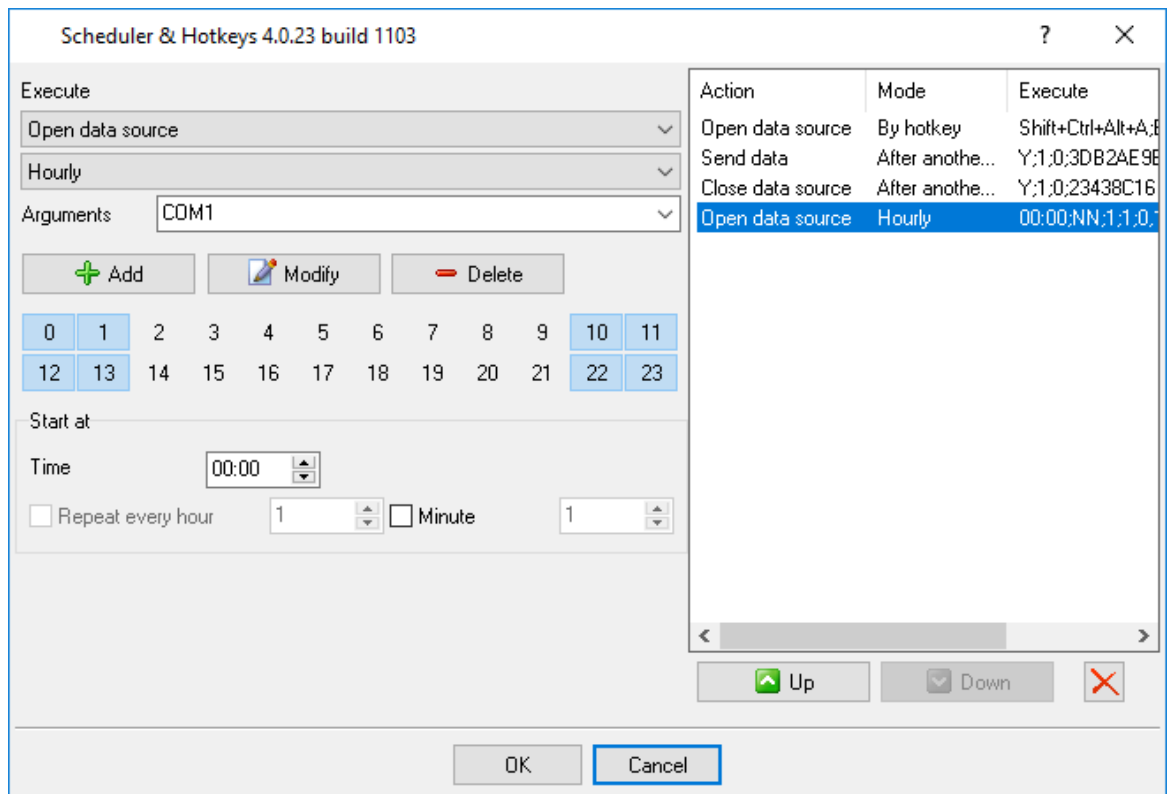 Scheduler & Hotkeys 4.0.23 build 1103 ?
Execute
Open data source
Hourly
Arguments COM1
Add Modify Delete
0 1 2 3 4 5 6 7 8 9 10 11
12 13 14 15 16 17 18 19 20 21 22 23
Start at
Time 00:00
Repeat every hour 1 Minute 1
Action Mode Execute
Open data source By hotkey Shift+Ctrl+Alt+A;
Send data After anothe... Y;1;0;3DB2AE9
Close data source After anothe... Y;1;0;23438C16
Open data source Hourly 00:00;NN;1;1;0,
Up Down
OK Cancel